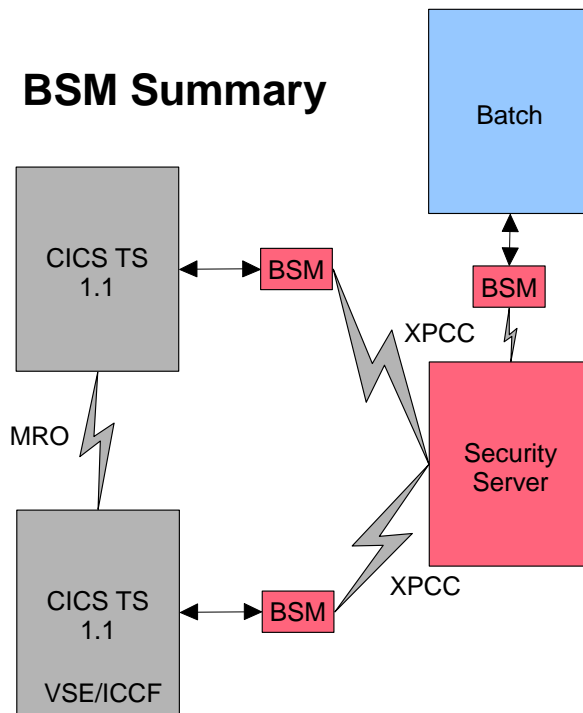 BSM Summary
Batch
CICS TS
1.1
BSM
BSM
XPCC
MRO
Security
Server
CICS TS
1.1
BSM
XPCC
VSE/ICCF